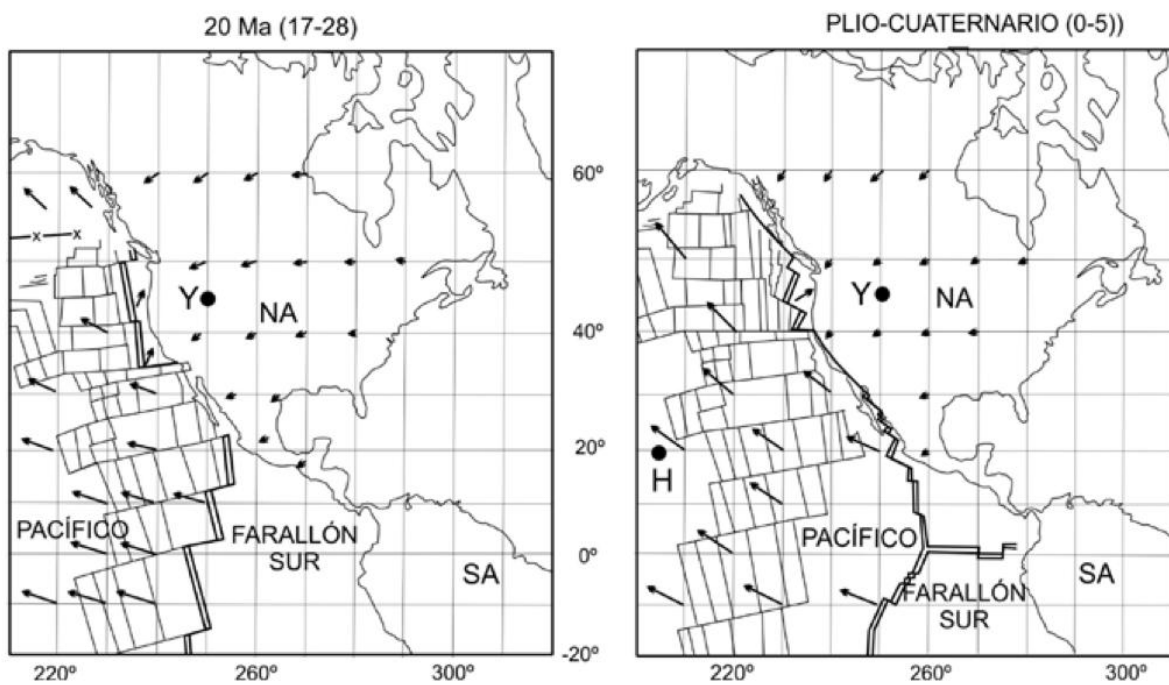 20 Ma (17-28)
PLIO-CUATERNARIO (0-5))
60º
40º
20º
0º
-20º
Y
NA
PACÍFICO
FARALLÓN
SUR
SA
x
x
220º
260º
300º
Y
NA
H
PACÍFICO
FARALLÓN
SUR
SA
220º
260º
300º